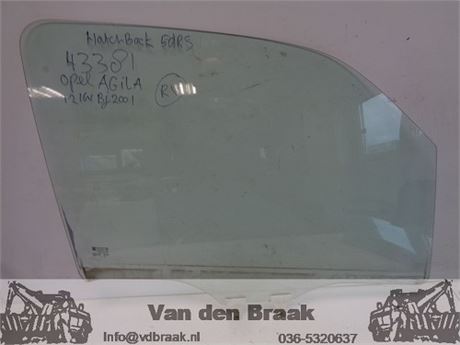 Hatchback 5DRS
43381
Opel AGiLA
1.2 16V Bj 2001
Van den Braak
Info@vdbraak.nl
036-5320637